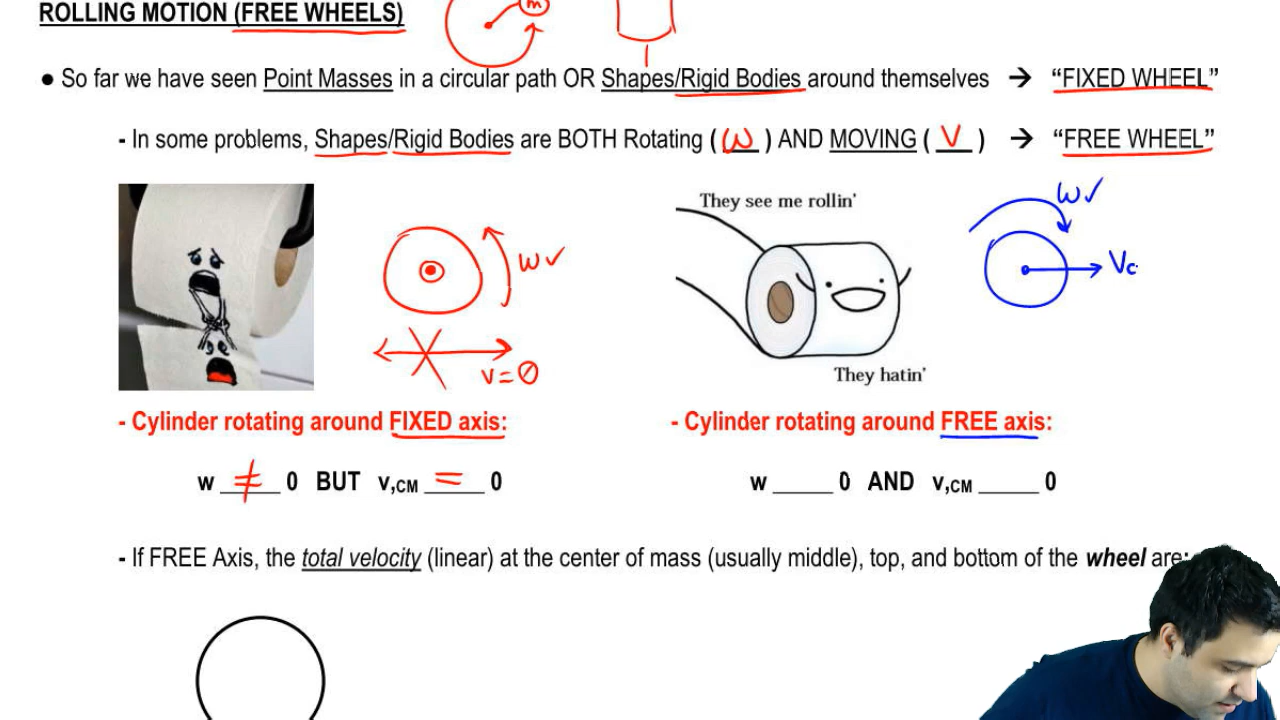 ROLLING MOTION (FREE WHEELS)
m
● So far we have seen Point Masses in a circular path OR Shapes/Rigid Bodies around themselves → “FIXED WHEEL”
- In some problems, Shapes/Rigid Bodies are BOTH Rotating ( ω ) AND MOVING ( V ) → “FREE WHEEL”
They see me rollin'
ω✓
ω✓
Vc
v=0
They hatin'
- Cylinder rotating around FIXED axis:
- Cylinder rotating around FREE axis:
w ≠ 0 BUT v,CM = 0
w _____ 0 AND v,CM _____ 0
- If FREE Axis, the total velocity (linear) at the center of mass (usually middle), top, and bottom of the wheel are: